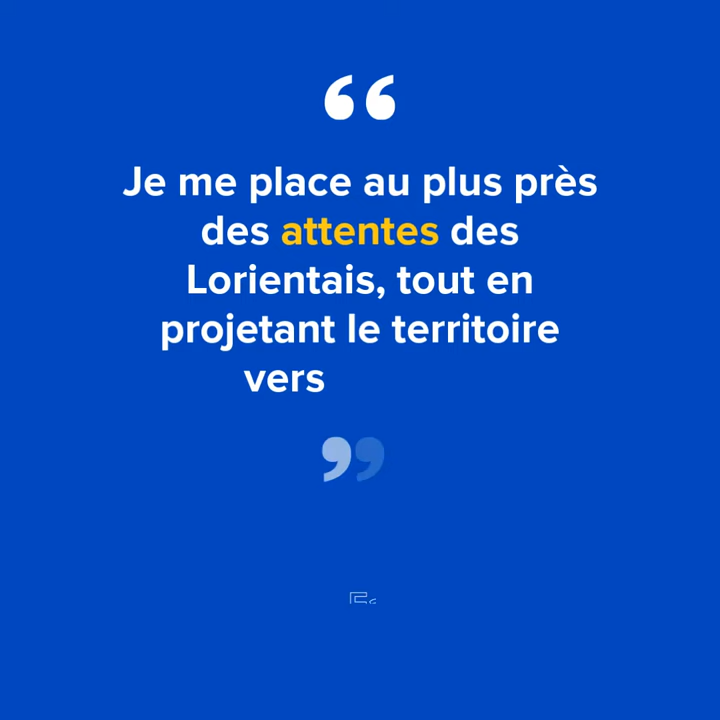 “
Je me place au plus près
des attentes des
Lorientais, tout en
projetant le territoire
vers
”